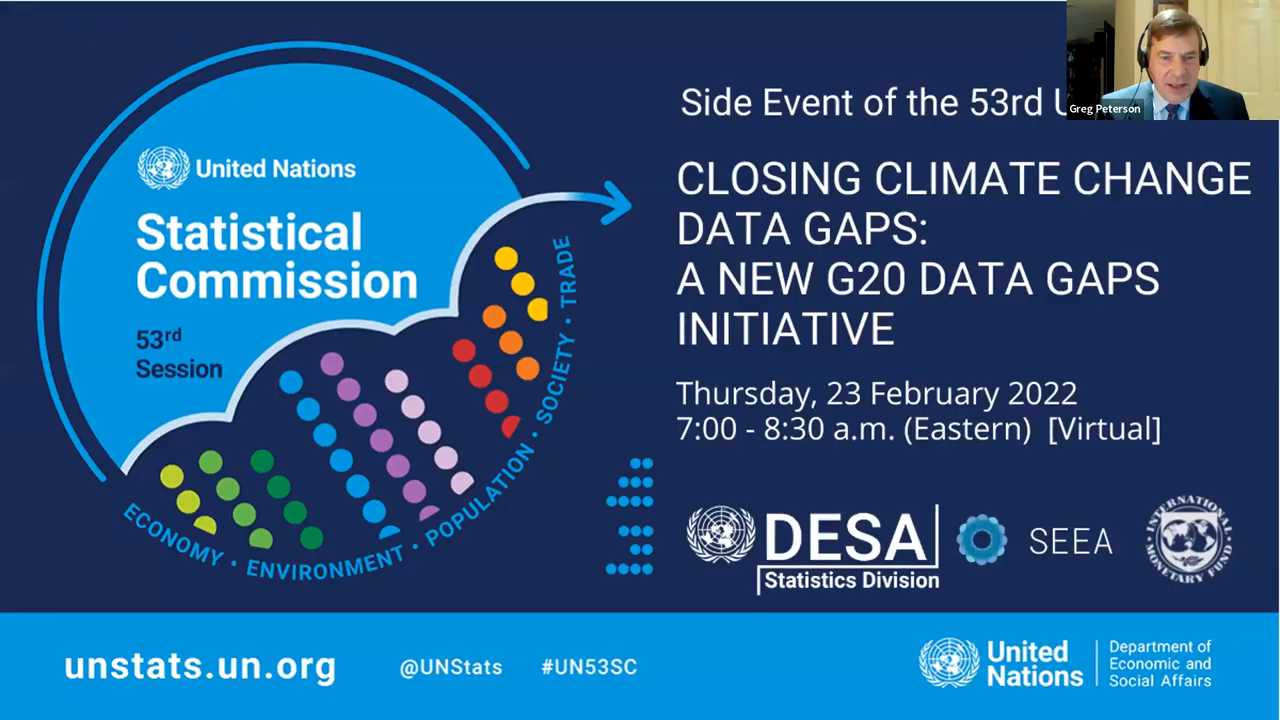 Greg Peterson
Side Event of the 53rd
CLOSING CLIMATE CHANGE
DATA GAPS:
A NEW G20 DATA GAPS
INITIATIVE
Thursday, 23 February 2022
7:00 - 8:30 a.m. (Eastern) [Virtual]
United Nations
Statistical
Commission
53rd
Session
ECONOMY • ENVIRONMENT • POPULATION • SOCIETY • TRADE
DESA
Statistics Division
SEEA
INTERNATIONAL MONETARY FUND
unstats.un.org
@UNStats
#UN53SC
United
Nations
Department of
Economic and
Social Affairs